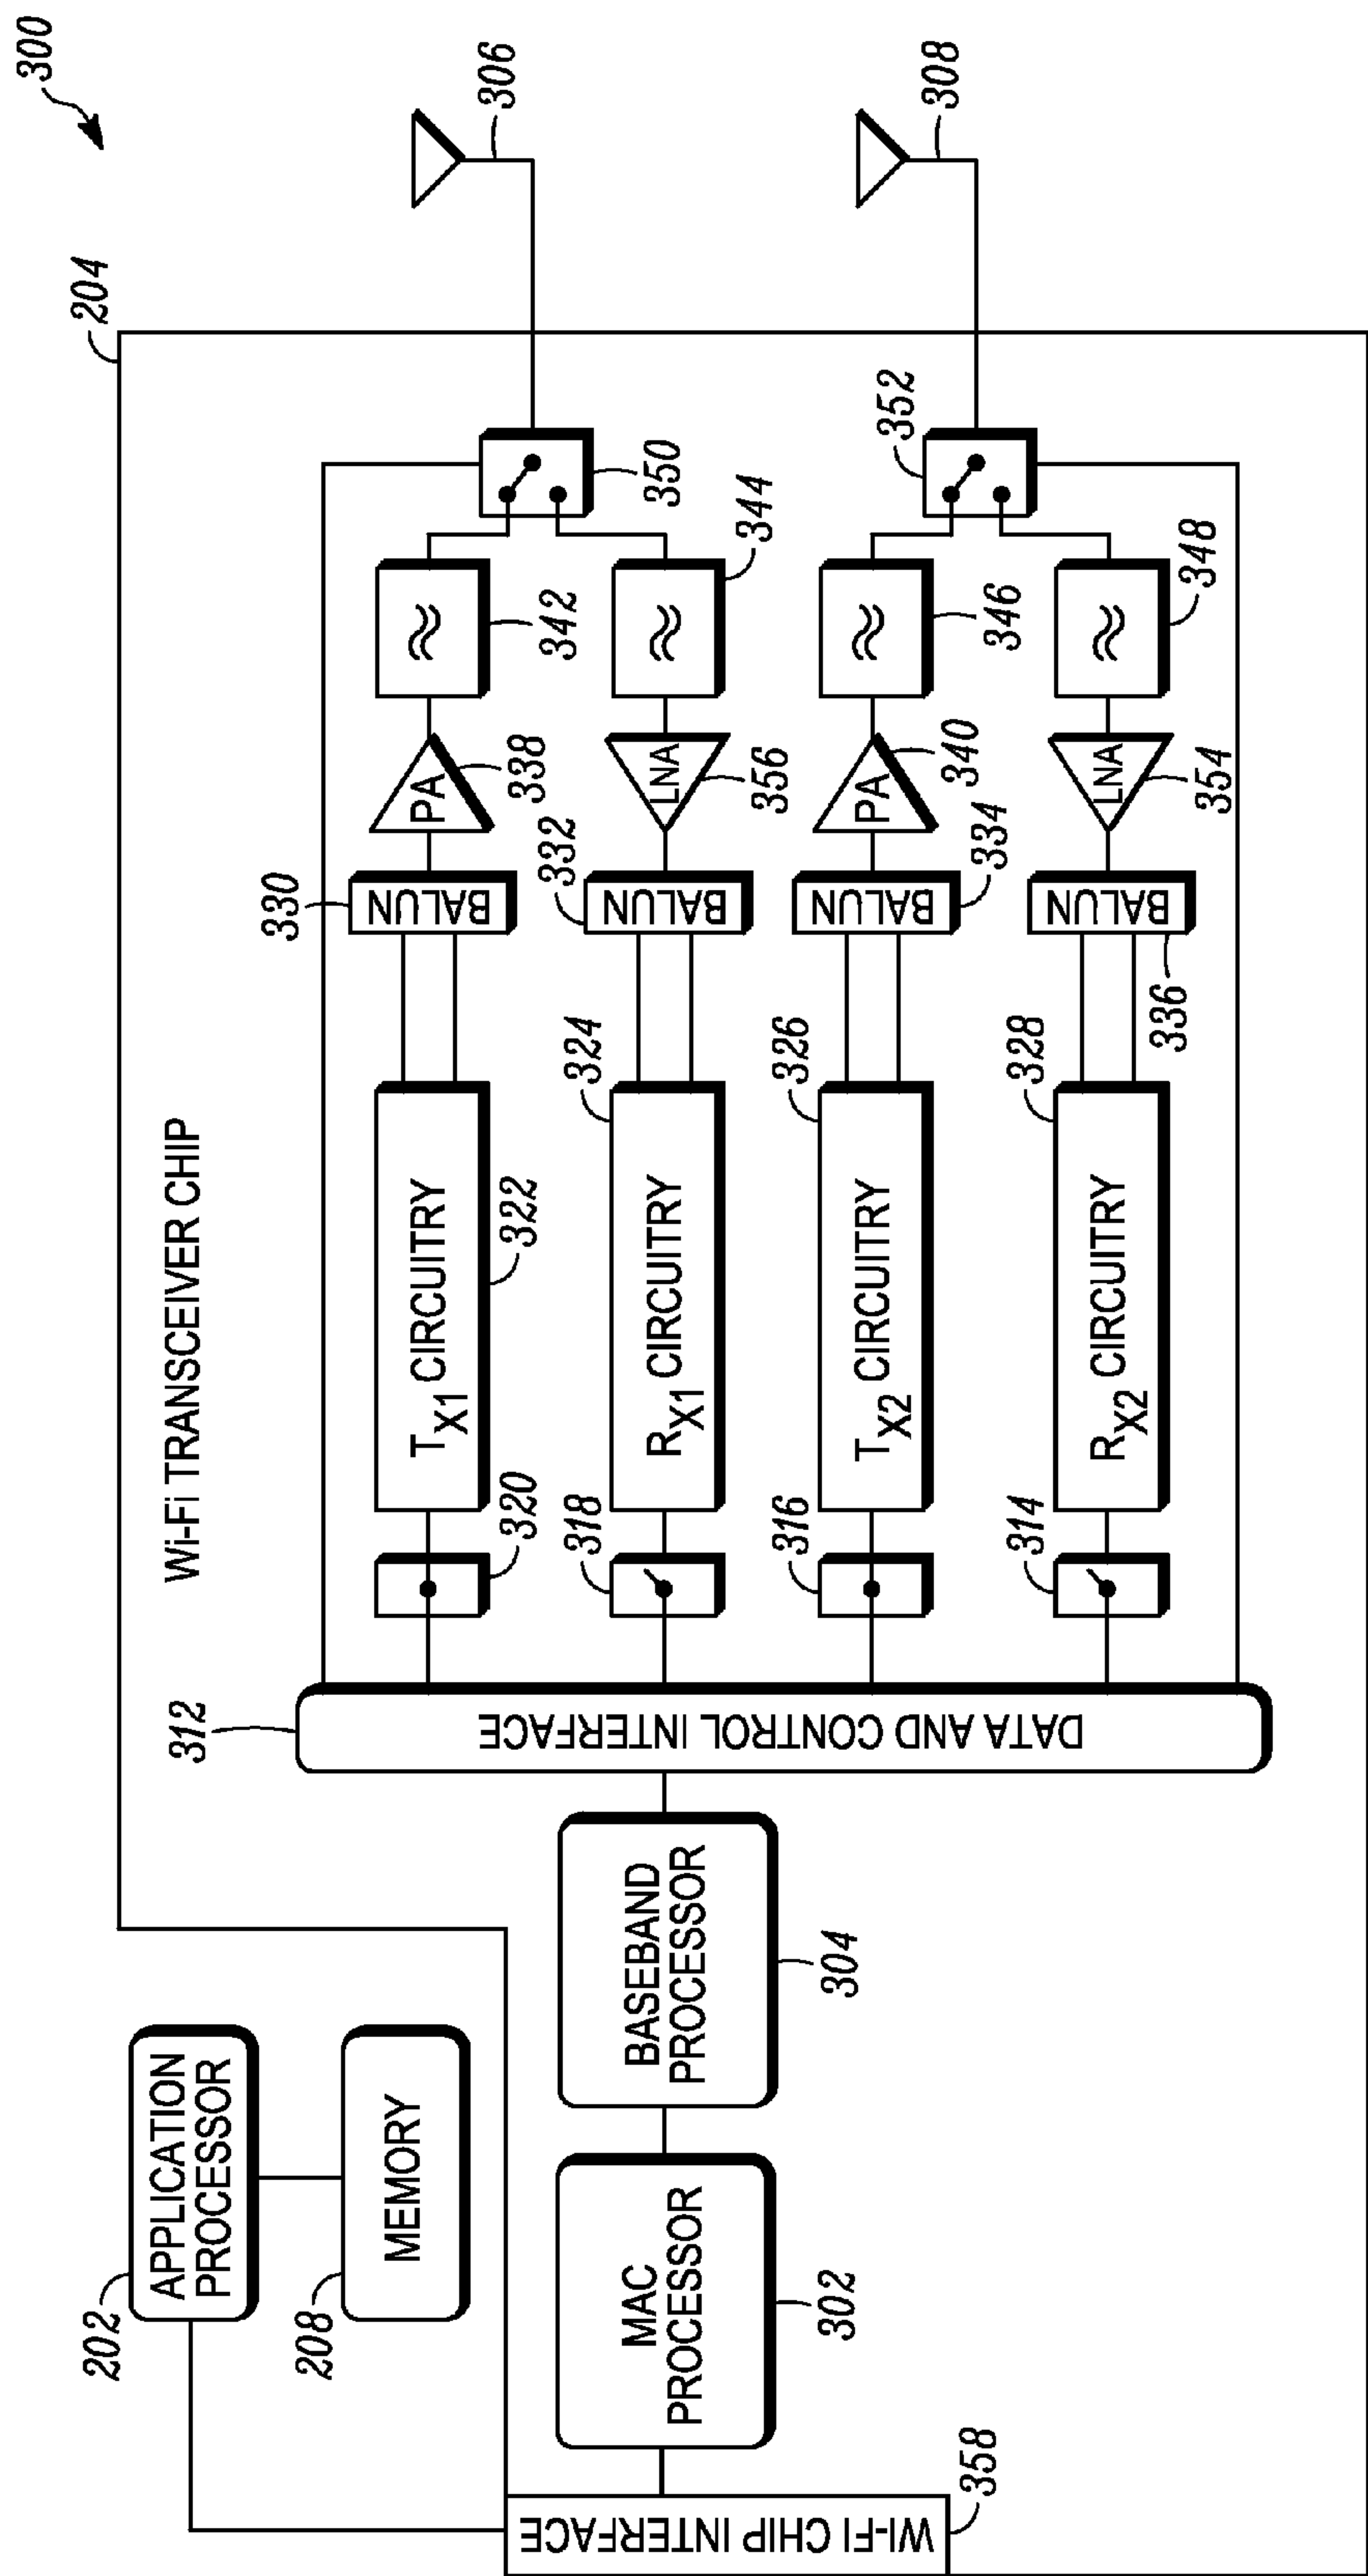 300
204
Wi-Fi TRANSCEIVER CHIP
202
APPLICATION
PROCESSOR
208
MEMORY
WI-FI CHIP INTERFACE
358
MAC
PROCESSOR
302
BASEBAND
PROCESSOR
304
312
DATA AND CONTROL INTERFACE
320
TX1 CIRCUITRY
322
330
BALUN
PA
338
342
350
306
318
RX1 CIRCUITRY
324
332
BALUN
LNA
356
344
316
TX2 CIRCUITRY
326
BALUN
334
PA
340
346
352
308
314
RX2 CIRCUITRY
328
BALUN
336
LNA
354
348